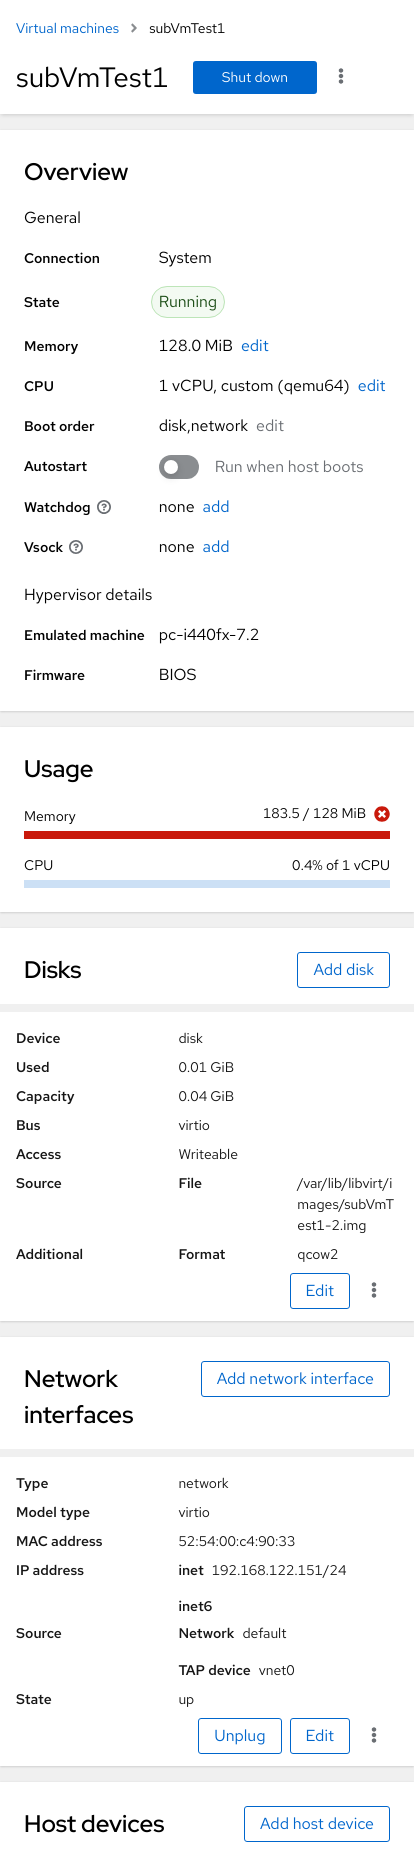 Virtual machines > subVmTest1
subVmTest1 Shut down
Overview
General
Connection System
State Running
Memory 128.0 MiB edit
CPU 1 vCPU, custom (qemu64) edit
Boot order disk,network edit
Autostart Run when host boots
Watchdog none add
Vsock none add
Hypervisor details
Emulated machine pc-i440fx-7.2
Firmware BIOS
Usage
Memory 183.5 / 128 MiB
CPU 0.4% of 1 vCPU
Disks Add disk
Device disk
Used 0.01 GiB
Capacity 0.04 GiB
Bus virtio
Access Writeable
Source File /var/lib/libvirt/i
mages/subVmT
est1-2.img
Additional Format qcow2
Edit
Network Add network interface
interfaces
Type network
Model type virtio
MAC address 52:54:00:c4:90:33
IP address inet 192.168.122.151/24
inet6
Source Network default
TAP device vnet0
State up
Unplug Edit
Host devices Add host device